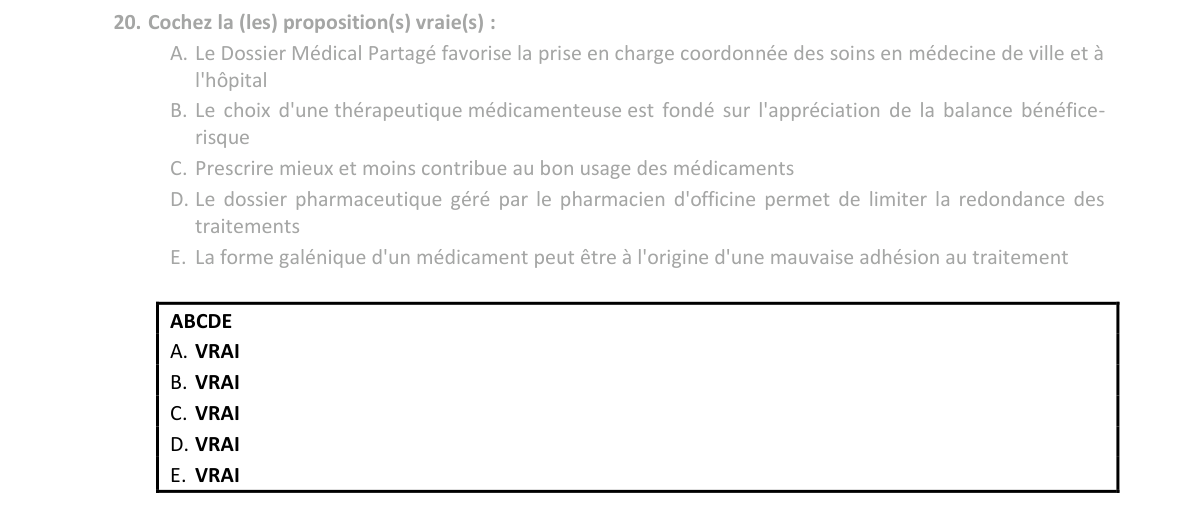 20. Cochez la (les) proposition(s) vraie(s) :
A. Le Dossier Médical Partagé favorise la prise en charge coordonnée des soins en médecine de ville et à
l'hôpital
B. Le choix d'une thérapeutique médicamenteuse est fondé sur l'appréciation de la balance bénéfice-
risque
C. Prescrire mieux et moins contribue au bon usage des médicaments
D. Le dossier pharmaceutique géré par le pharmacien d'officine permet de limiter la redondance des
traitements
E. La forme galénique d'un médicament peut être à l'origine d'une mauvaise adhésion au traitement
ABCDE
A. VRAI
B. VRAI
C. VRAI
D. VRAI
E. VRAI